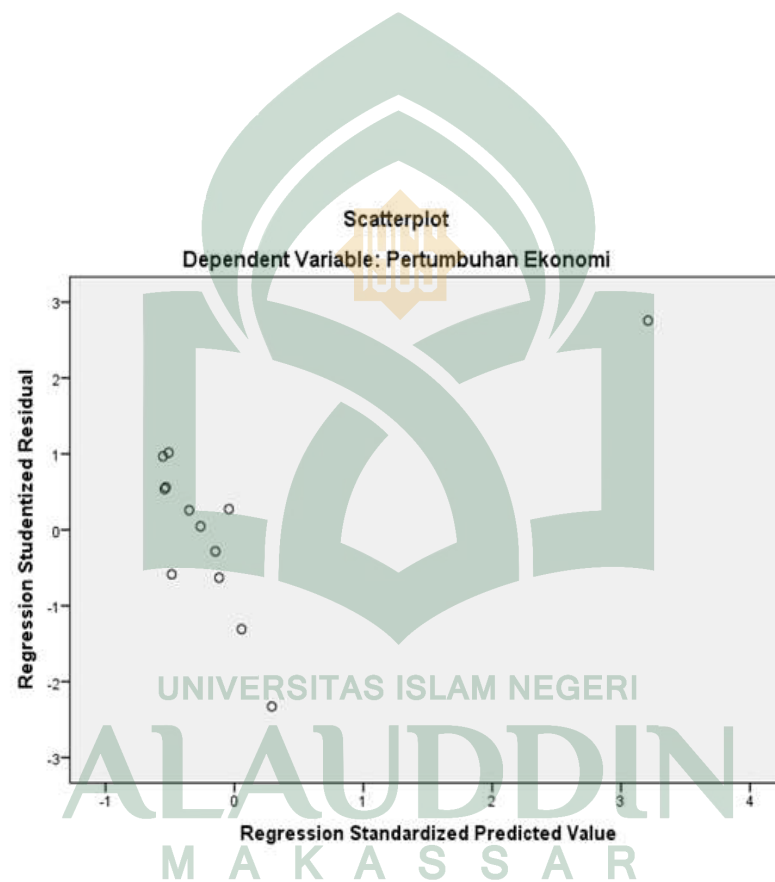 Scatterplot
Dependent Variable: Pertumbuhan Ekonomi
Regression Studentized Residual
3
2
1
0
-1
-2
-3
-1
0
1
2
3
4
Regression Standardized Predicted Value
UNIVERSITAS ISLAM NEGERI
ALAUDDIN
MAKASSAR